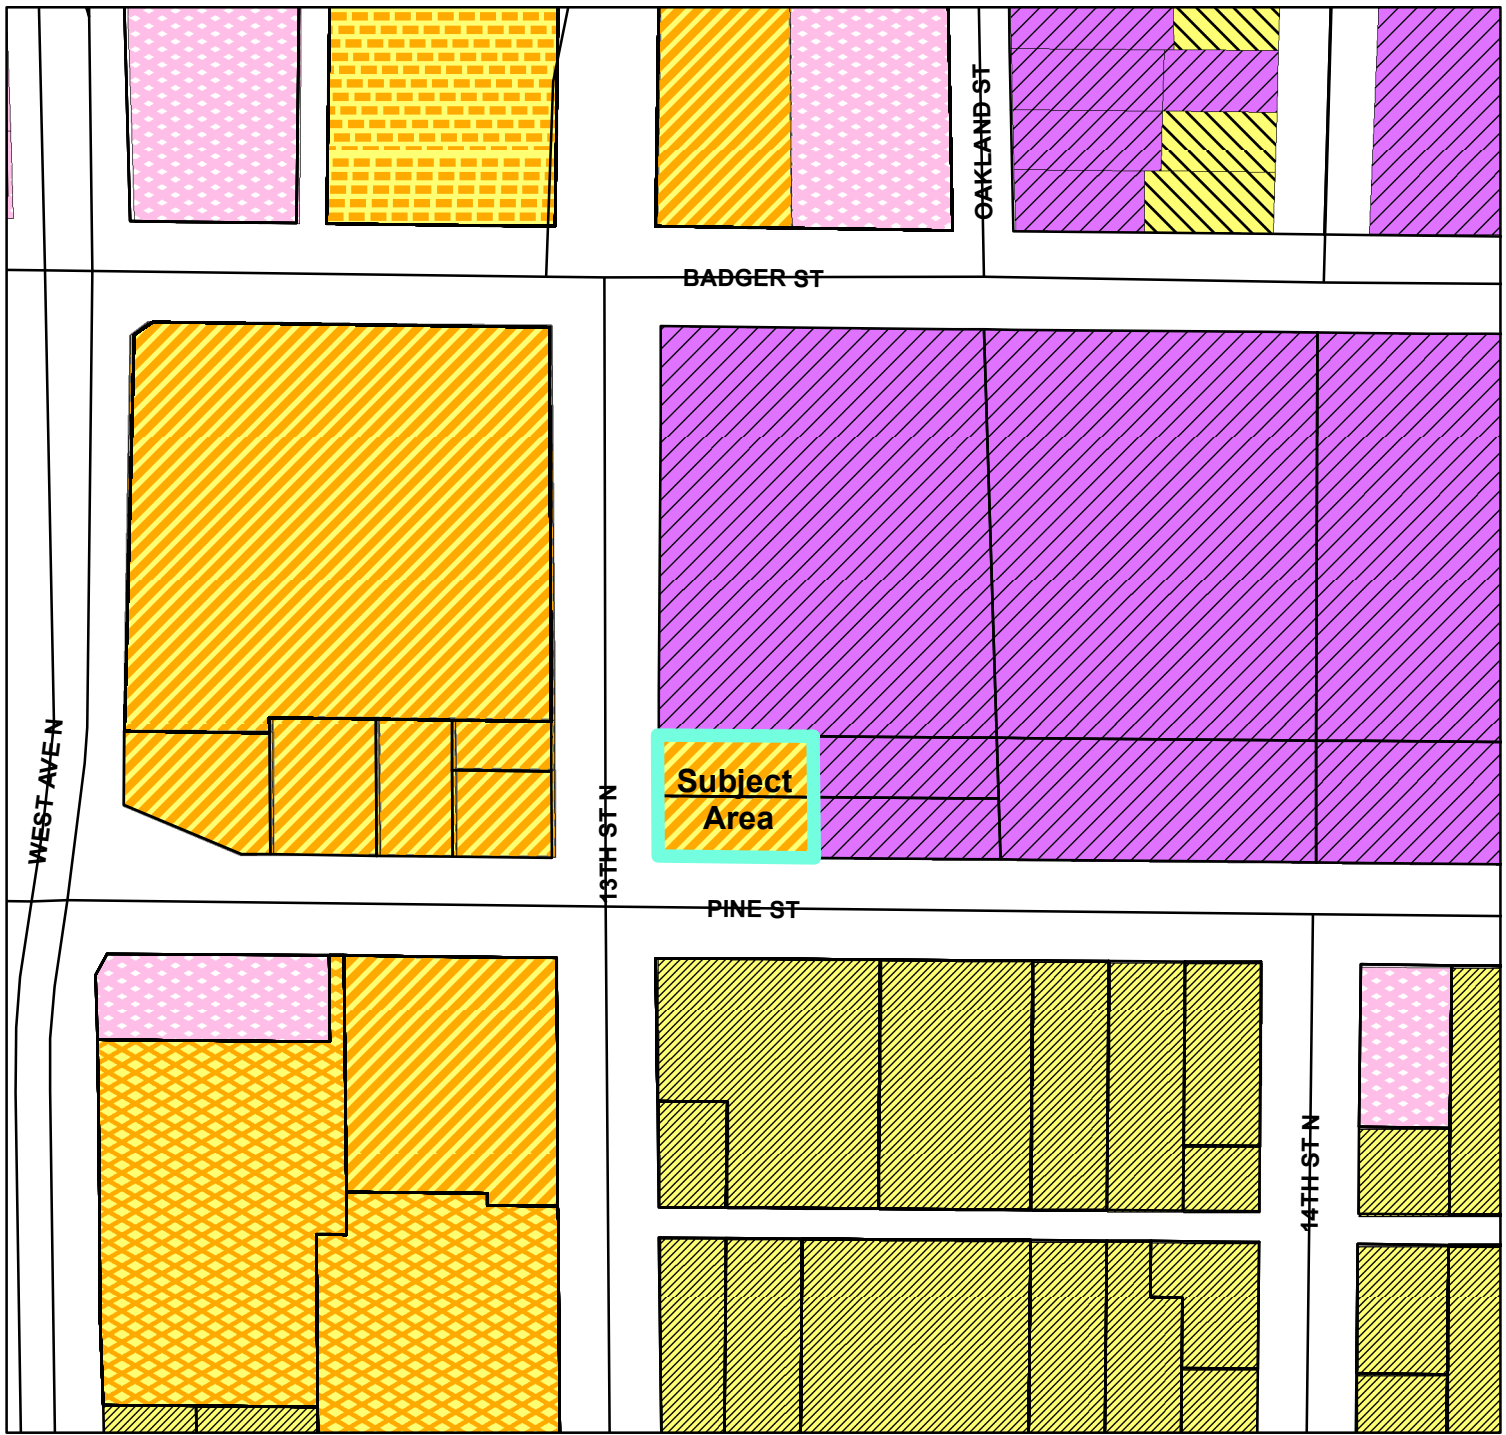 OAKLAND ST
BADGER ST
WEST AVE N
13TH ST N
Subject
Area
PINE ST
14TH ST N